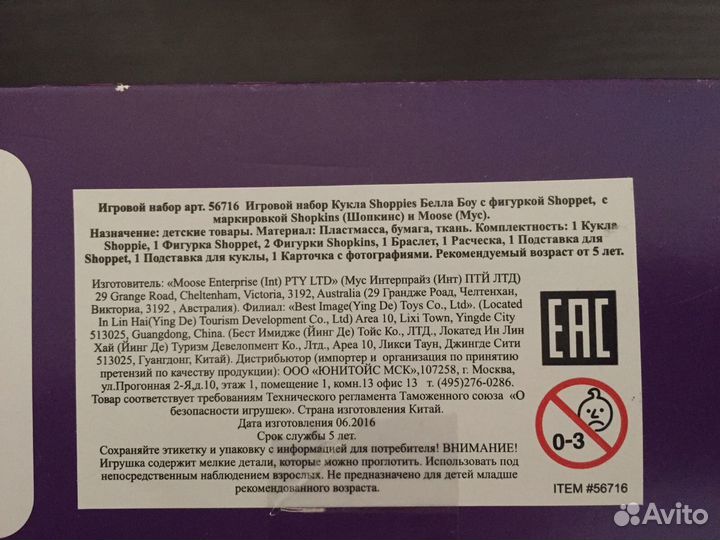 Игровой набор арт. 56716 Игровой набор Кукла Shoppies Белла Боу с фигуркой Shoppet, с
маркировкой Shopkins (Шопкинс) и Moose (Мус).
Назначение: детские товары. Материал: Пластмасса, бумага, ткань. Комплектность: 1 Кукла
Shoppie, 1 Фигурка Shoppet, 2 Фигурки Shopkins, 1 Браслет, 1 Расческа, 1 Подставка для
Shoppet, 1 Подставка для куклы, 1 Карточка с фотографиями. Рекомендуемый возраст от 5 лет.
Изготовитель: «Moose Enterprise (Int) PTY LTD» (Мус Интерпрайз (Инт) ПТЙ ЛТД)
29 Grange Road, Cheltenham, Victoria, 3192, Australia (29 Грандже Роад, Челтенхан,
Викториа, 3192 , Австралия). Филиал: «Best Image(Ying De) Toys Co., Ltd». (Located
In Lin Hai(Ying De) Tourism Development Co., Ltd) Area 10, Lixi Town, Yingde City
513025, Guangdong, China. (Бест Имидже (Йинг Де) Тойс Ко., ЛТД., Локатед Ин Лин
Хай (Йинг Де) Туризм Девелопмент Ко., Лтд., Ареа 10, Ликси Таун, Джингде Сити
513025, Гуангдонг, Китай). Дистрибьютор (импортер и организация по принятию
претензий по качеству продукции): ООО «ЮНИТОЙС МСК»,107258, г. Москва,
ул.Прогонная 2-Я,д.10, этаж 1, помещение 1, комн.13 офис 13 т. (495)276-0286.
Товар соответствует требованиям Технического регламента Таможенного союза «О
безопасности игрушек». Страна изготовления Китай.
Дата изготовления 06.2016
Срок службы 5 лет.
Сохраняйте этикетку и упаковку с информацией для потребителя! ВНИМАНИЕ!
Игрушка содержит мелкие детали, которые можно проглотить. Использовать под
непосредственным наблюдением взрослых. Не предназначено для детей младше
рекомендованного возраста.
EAC
0-3
ITEM #56716
Avito